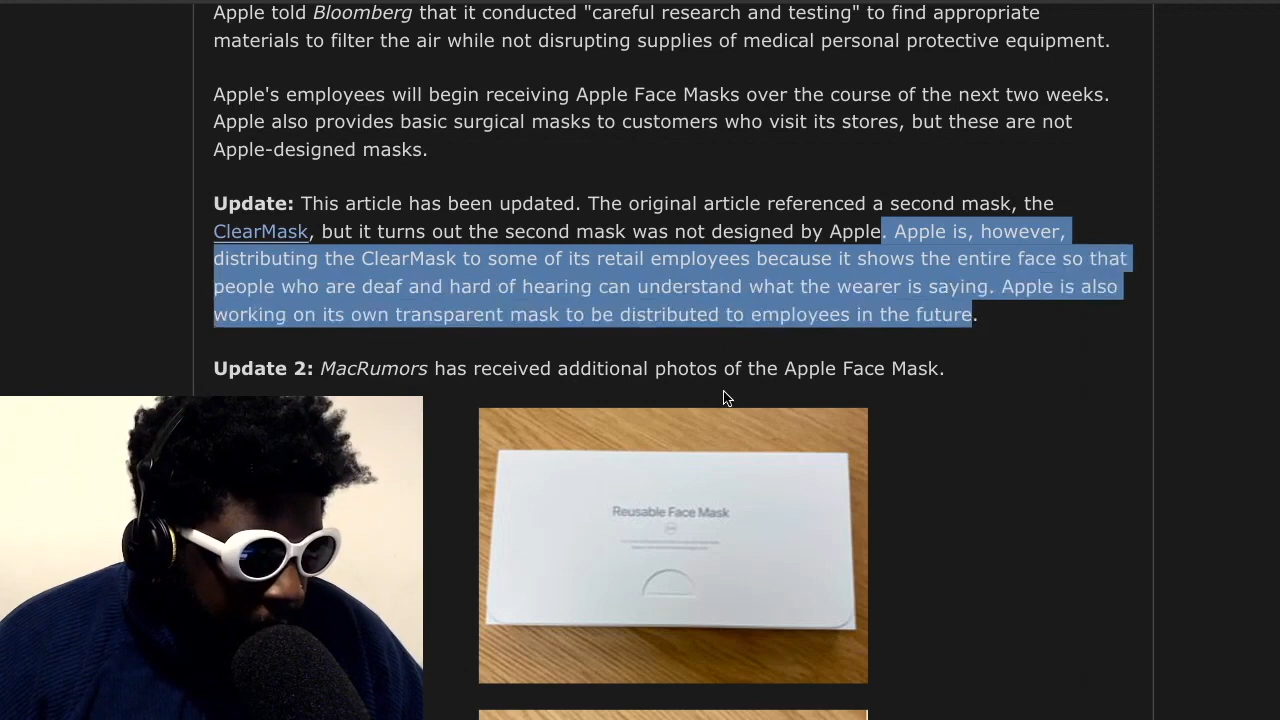 Apple told Bloomberg that it conducted "careful research and testing" to find appropriate
materials to filter the air while not disrupting supplies of medical personal protective equipment.
Apple's employees will begin receiving Apple Face Masks over the course of the next two weeks.
Apple also provides basic surgical masks to customers who visit its stores, but these are not
Apple-designed masks.
Update: This article has been updated. The original article referenced a second mask, the
ClearMask, but it turns out the second mask was not designed by Apple. Apple is, however,
distributing the ClearMask to some of its retail employees because it shows the entire face so that
people who are deaf and hard of hearing can understand what the wearer is saying. Apple is also
working on its own transparent mask to be distributed to employees in the future.
Update 2: MacRumors has received additional photos of the Apple Face Mask.
Reusable Face Mask